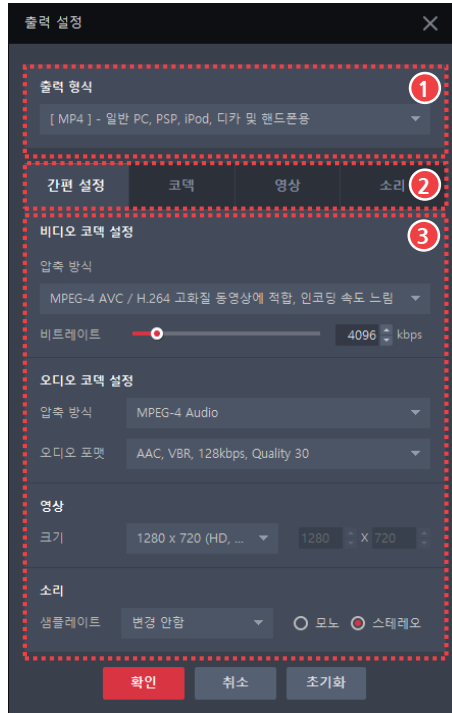 출력 설정
출력 형식
1
[ MP4 ] - 일반 PC, PSP, iPod, 디카 및 핸드폰용
간편 설정 코덱 영상 소리 2
비디오 코덱 설정 3
압축 방식
MPEG-4 AVC / H.264 고화질 동영상에 적합, 인코딩 속도 느림
비트레이트 4096 kbps
오디오 코덱 설정
압축 방식 MPEG-4 Audio
오디오 포맷 AAC, VBR, 128kbps, Quality 30
영상
크기 1280 x 720 (HD, ... 1280 X 720
소리
샘플레이트 변경 안함 모노 스테레오
확인 취소 초기화